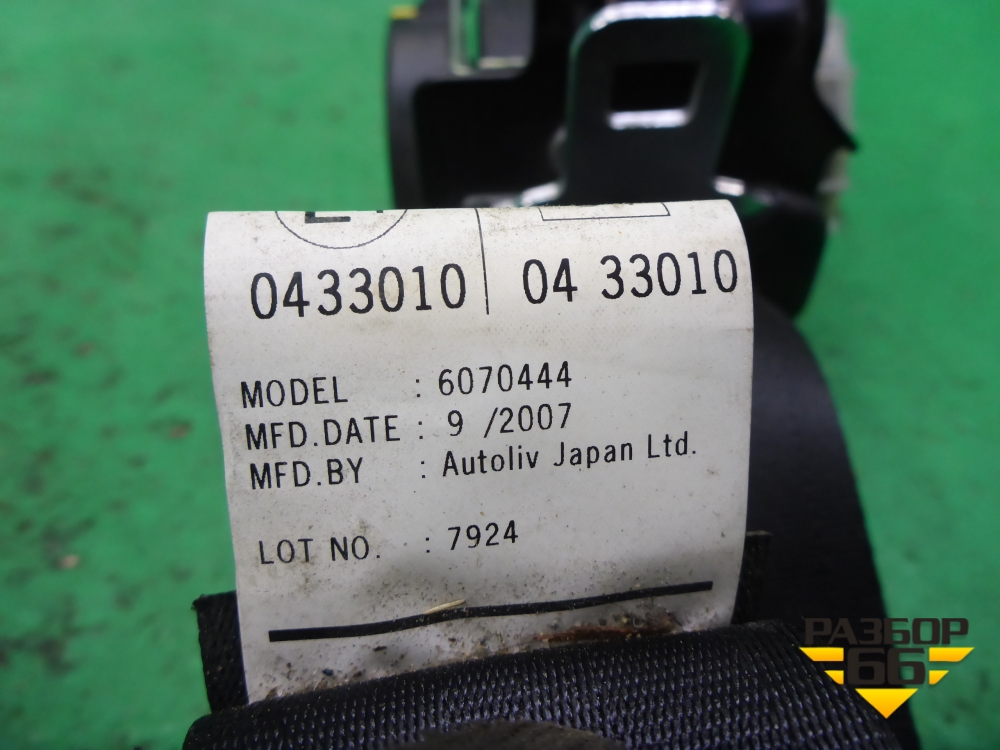 0433010 04 33010
MODEL : 6070444
MFD.DATE : 9 /2007
MFD.BY : Autoliv Japan Ltd.
LOT NO. : 7924
РАЗБОР
66